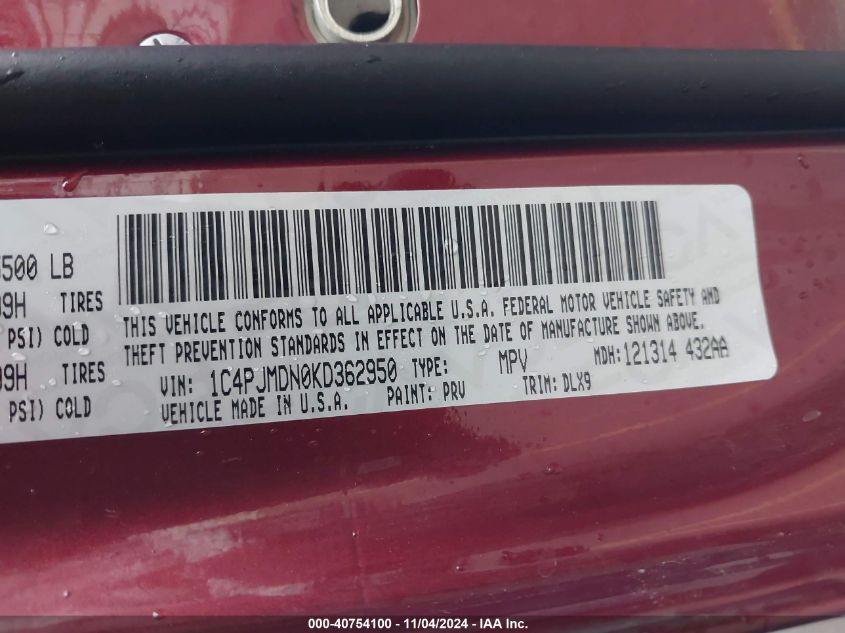 500 LB
99H TIRES
PSI) COLD
99H TIRES
PSI) COLD
THIS VEHICLE CONFORMS TO ALL APPLICABLE U.S.A. FEDERAL MOTOR VEHICLE SAFETY AND
THEFT PREVENTION STANDARDS IN EFFECT ON THE DATE OF MANUFACTURE SHOWN ABOVE.
VIN: 1C4PJMDN0KD362950 TYPE: MPV MDH:121314 432AA
VEHICLE MADE IN U.S.A. PAINT: PRV TRIM: DLX9
000-40754100 - 11/04/2024 - IAA Inc.